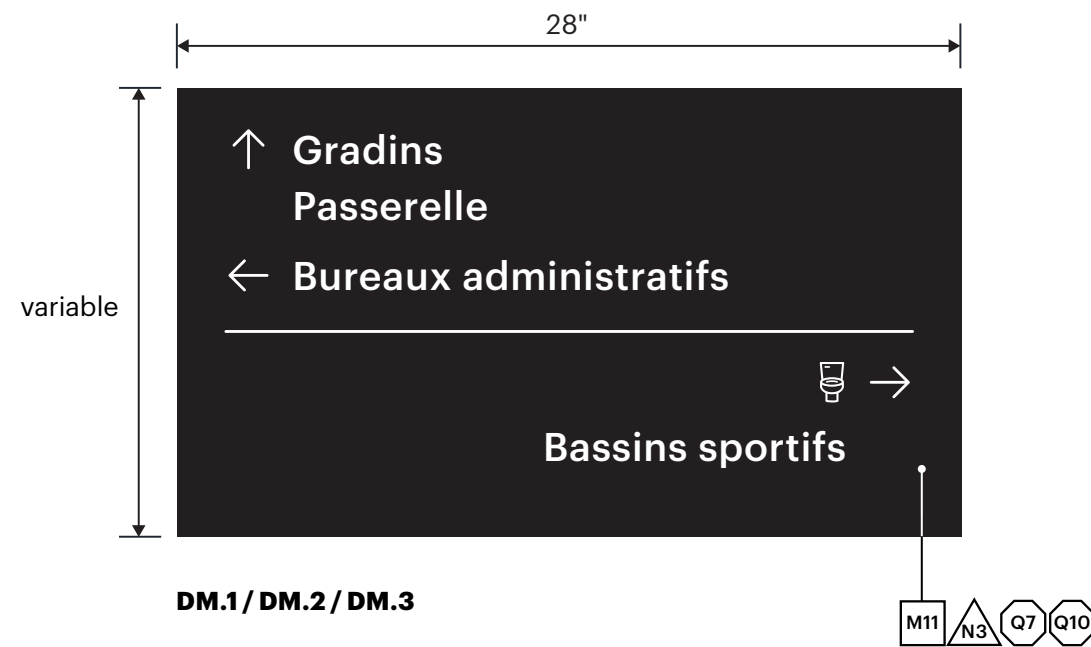 28"
Gradins
Passerelle
Bureaux administratifs
variable
Bassins sportifs
DM.1 / DM.2 / DM.3
M11 N3 Q7 Q10